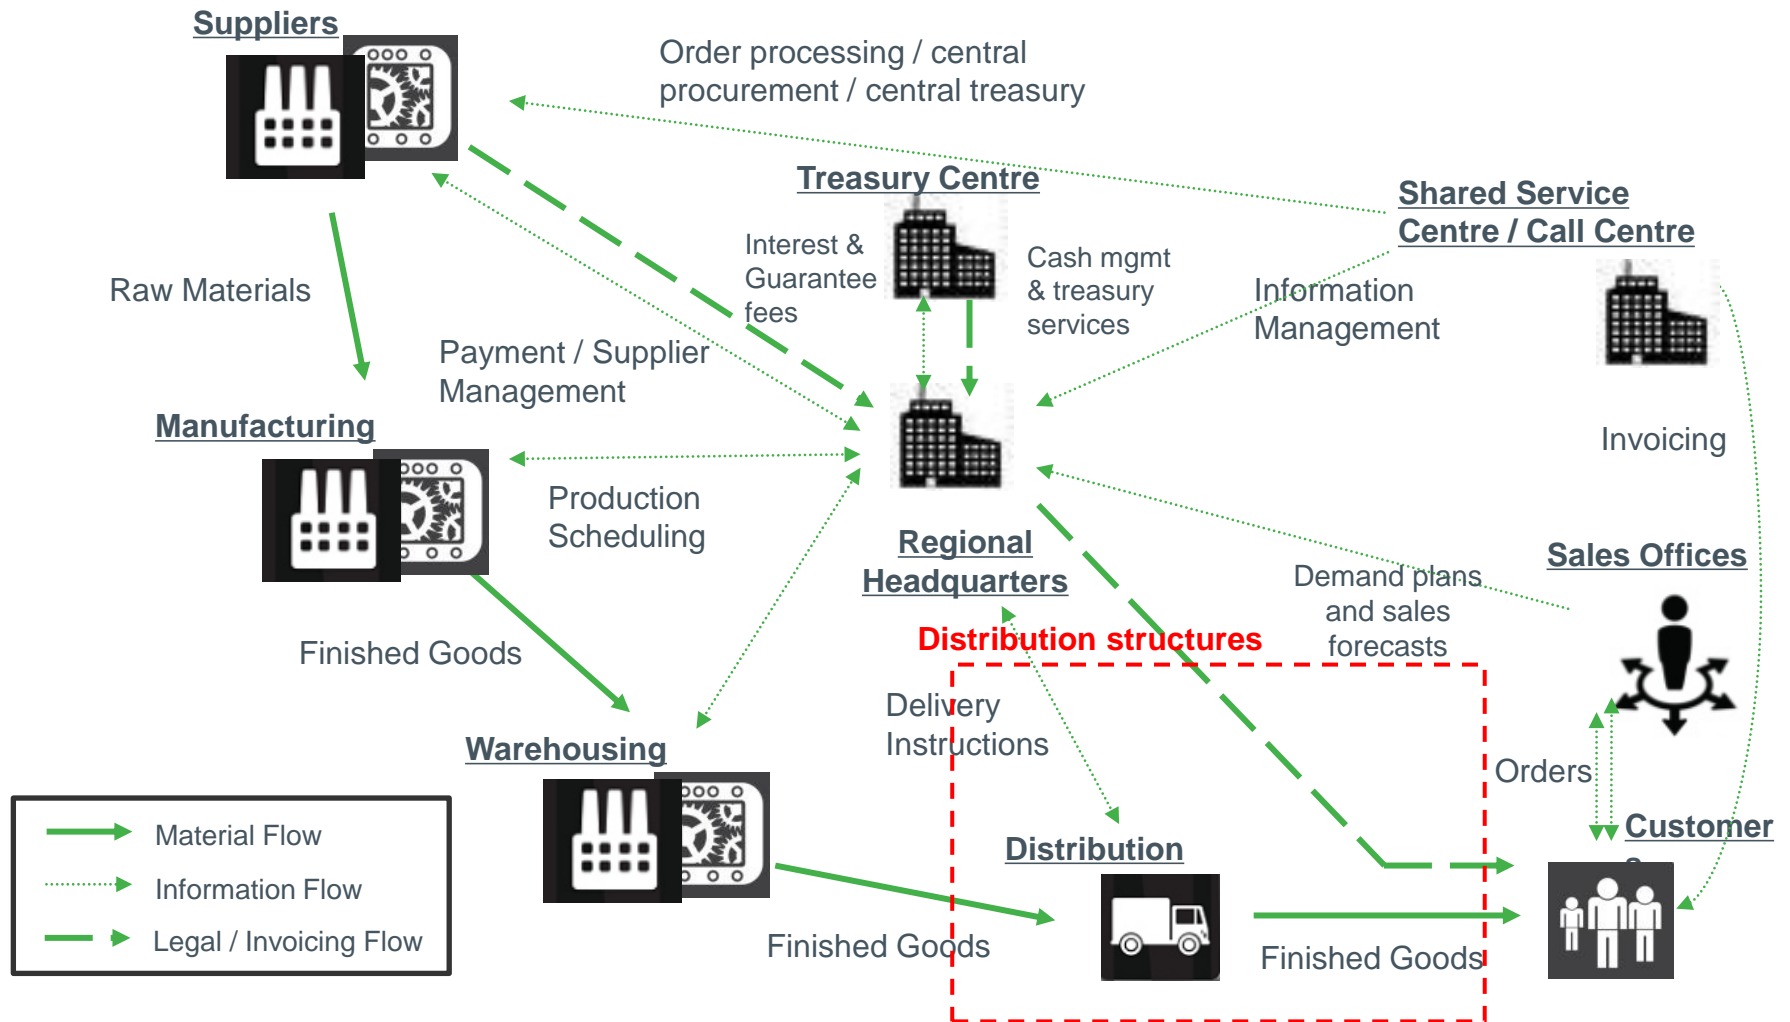 Suppliers
Order processing / central
procurement / central treasury
Treasury Centre
Shared Service
Centre / Call Centre
Interest &
Guarantee
fees
Cash mgmt
& treasury
services
Information
Management
Raw Materials
Payment / Supplier
Management
Manufacturing
Invoicing
Production
Scheduling
Regional
Headquarters
Sales Offices
Demand plans
and sales
forecasts
Distribution structures
Finished Goods
Delivery
Instructions
Warehousing
Orders
Customer
s
Distribution
Material Flow
Information Flow
Legal / Invoicing Flow
Finished Goods
Finished Goods